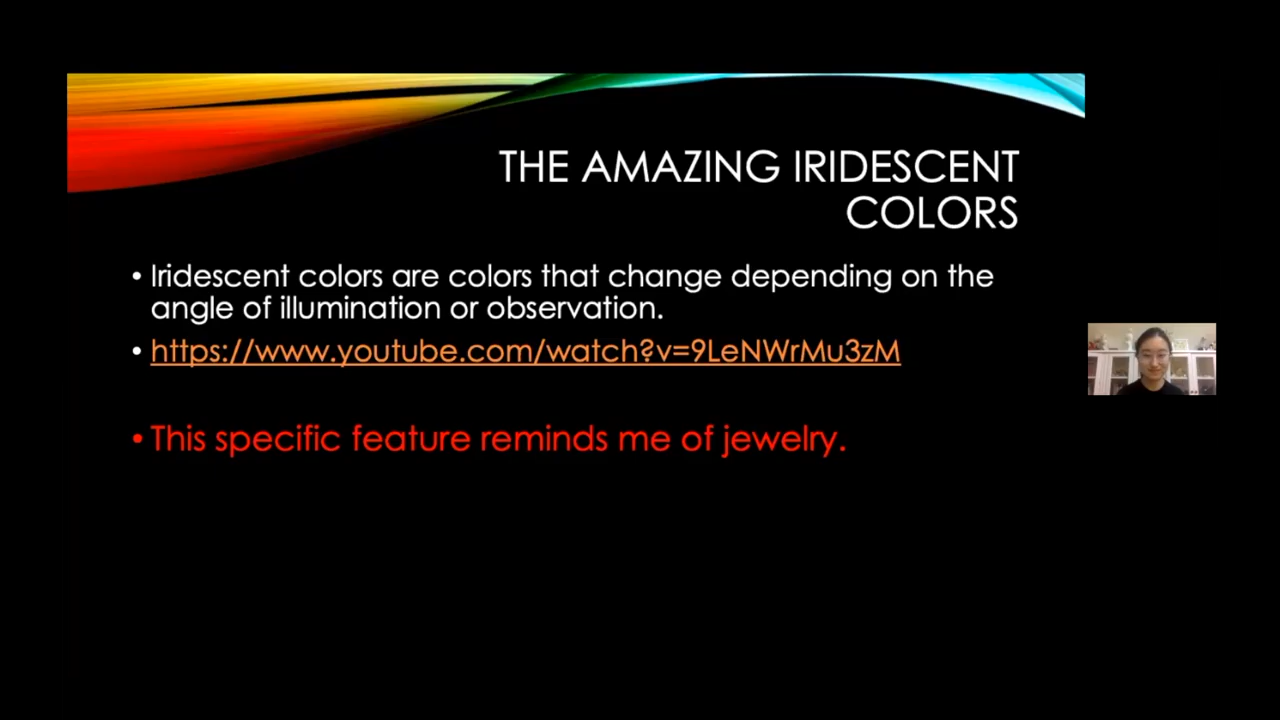 THE AMAZING IRIDESCENT
COLORS
• Iridescent colors are colors that change depending on the
angle of illumination or observation.
• https://www.youtube.com/watch?v=9LeNWrMu3zM
• This specific feature reminds me of jewelry.